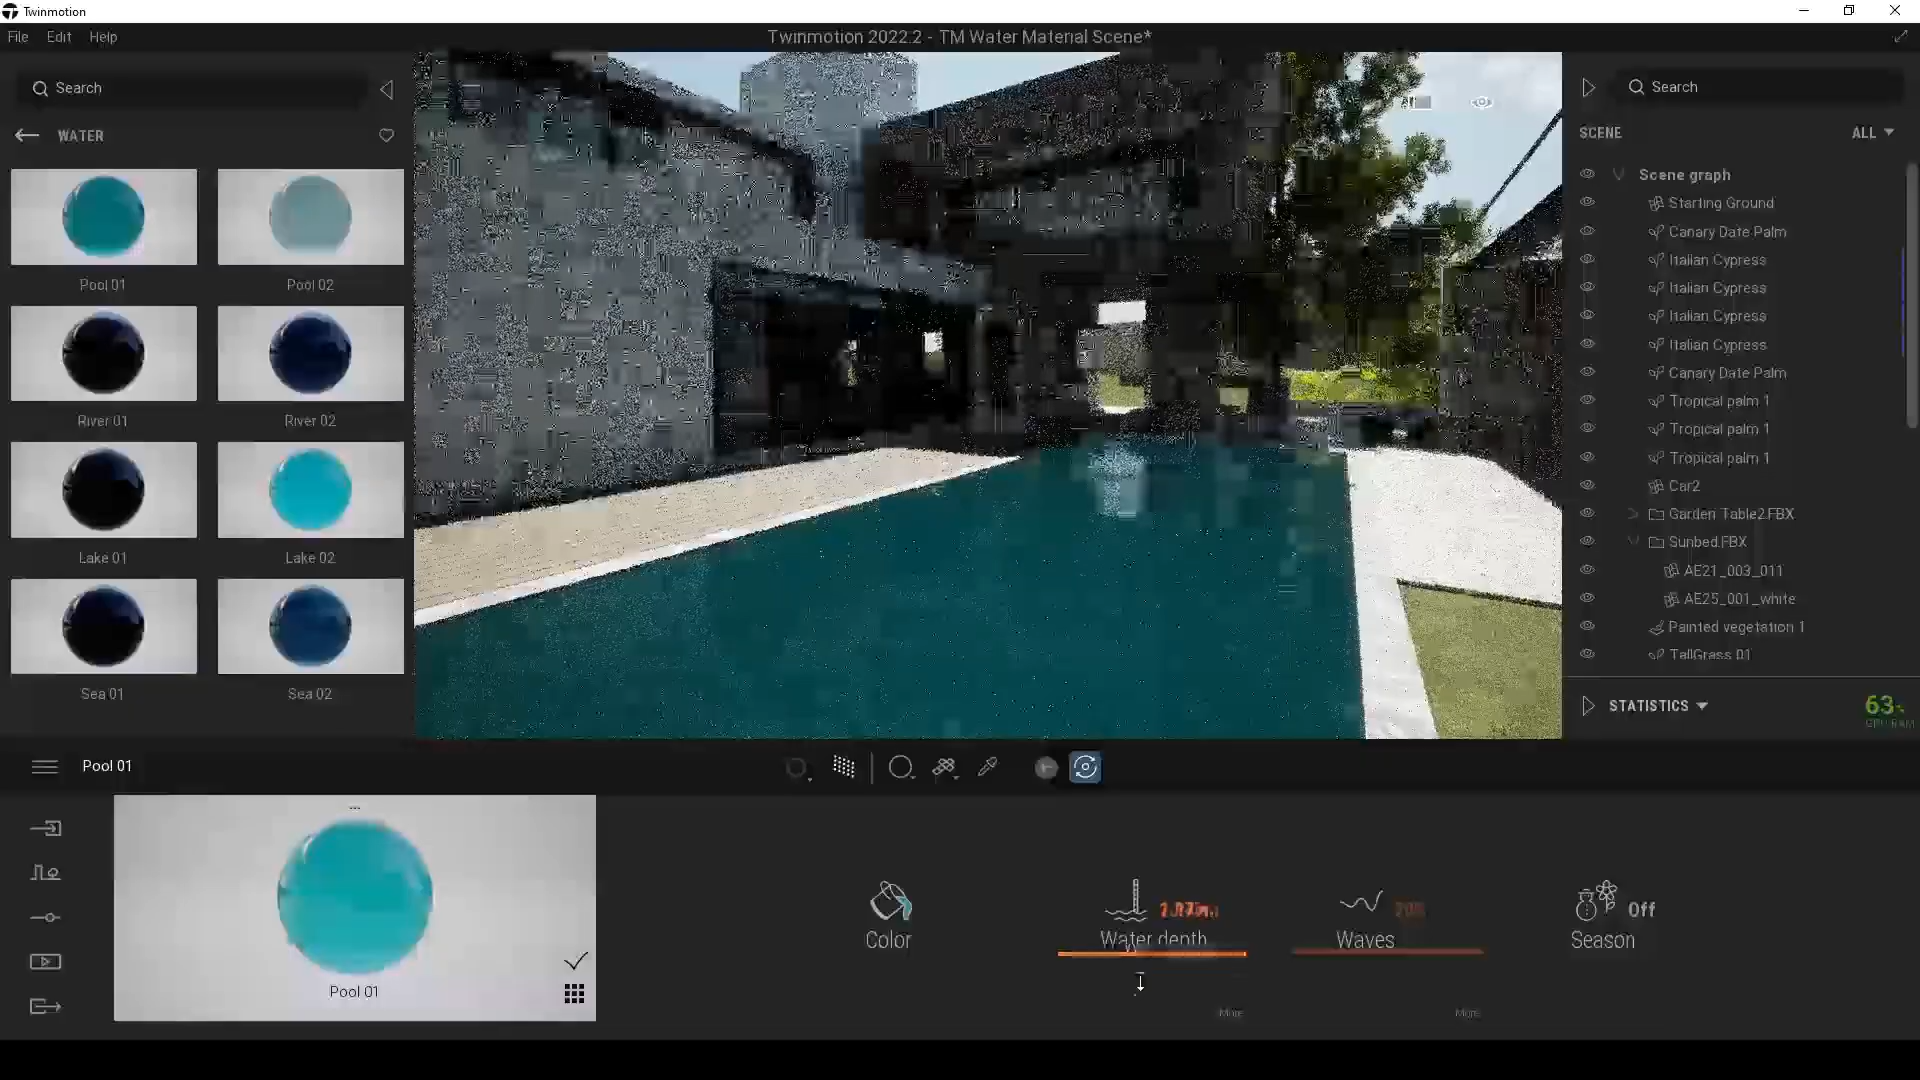 Twinmotion
File Edit Help
Twinmotion 2022.2 - TM Water Material Scene*
Search
WATER
Pool 01
Pool 02
River 01
River 02
Lake 01
Lake 02
Sea 01
Sea 02
Search
SCENE
ALL
Scene graph
Starting Ground
Canary Date Palm
Italian Cypress
Italian Cypress
Italian Cypress
Italian Cypress
Canary Date Palm
Tropical palm 1
Tropical palm 1
Tropical palm 1
Car2
Garden Table2.FBX
Sunbed.FBX
AE21_003_011
AE25_001_white
Painted vegetation 1
TallGrass 01
STATISTICS
63%
GPU RAM
Pool 01
...
Pool 01
Color
Water depth
Waves
Off
Season
More
More